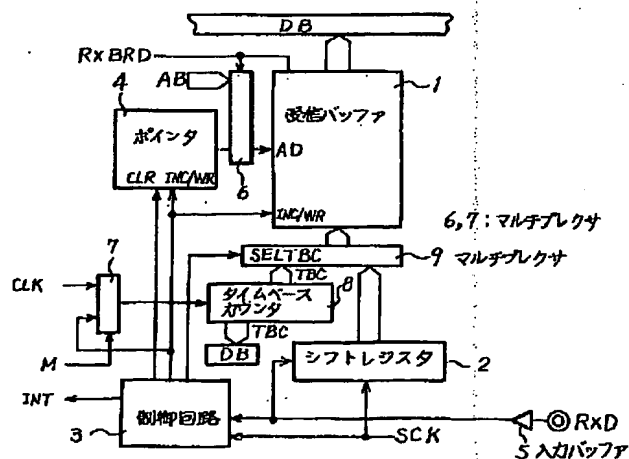 DB
RXBRD
AB
4
1
ポインタ
受信バッファ
AD
CLR INC/WR
6
INC/WR
6,7:マルチプレクサ
7
SELTBC
9 マルチプレクサ
CLK
TBC
タイムベース
カウンタ
8
TBC
DB
M
シフトレジスタ
2
INT
制御回路
3
SCK
RXD
5 入力バッファ